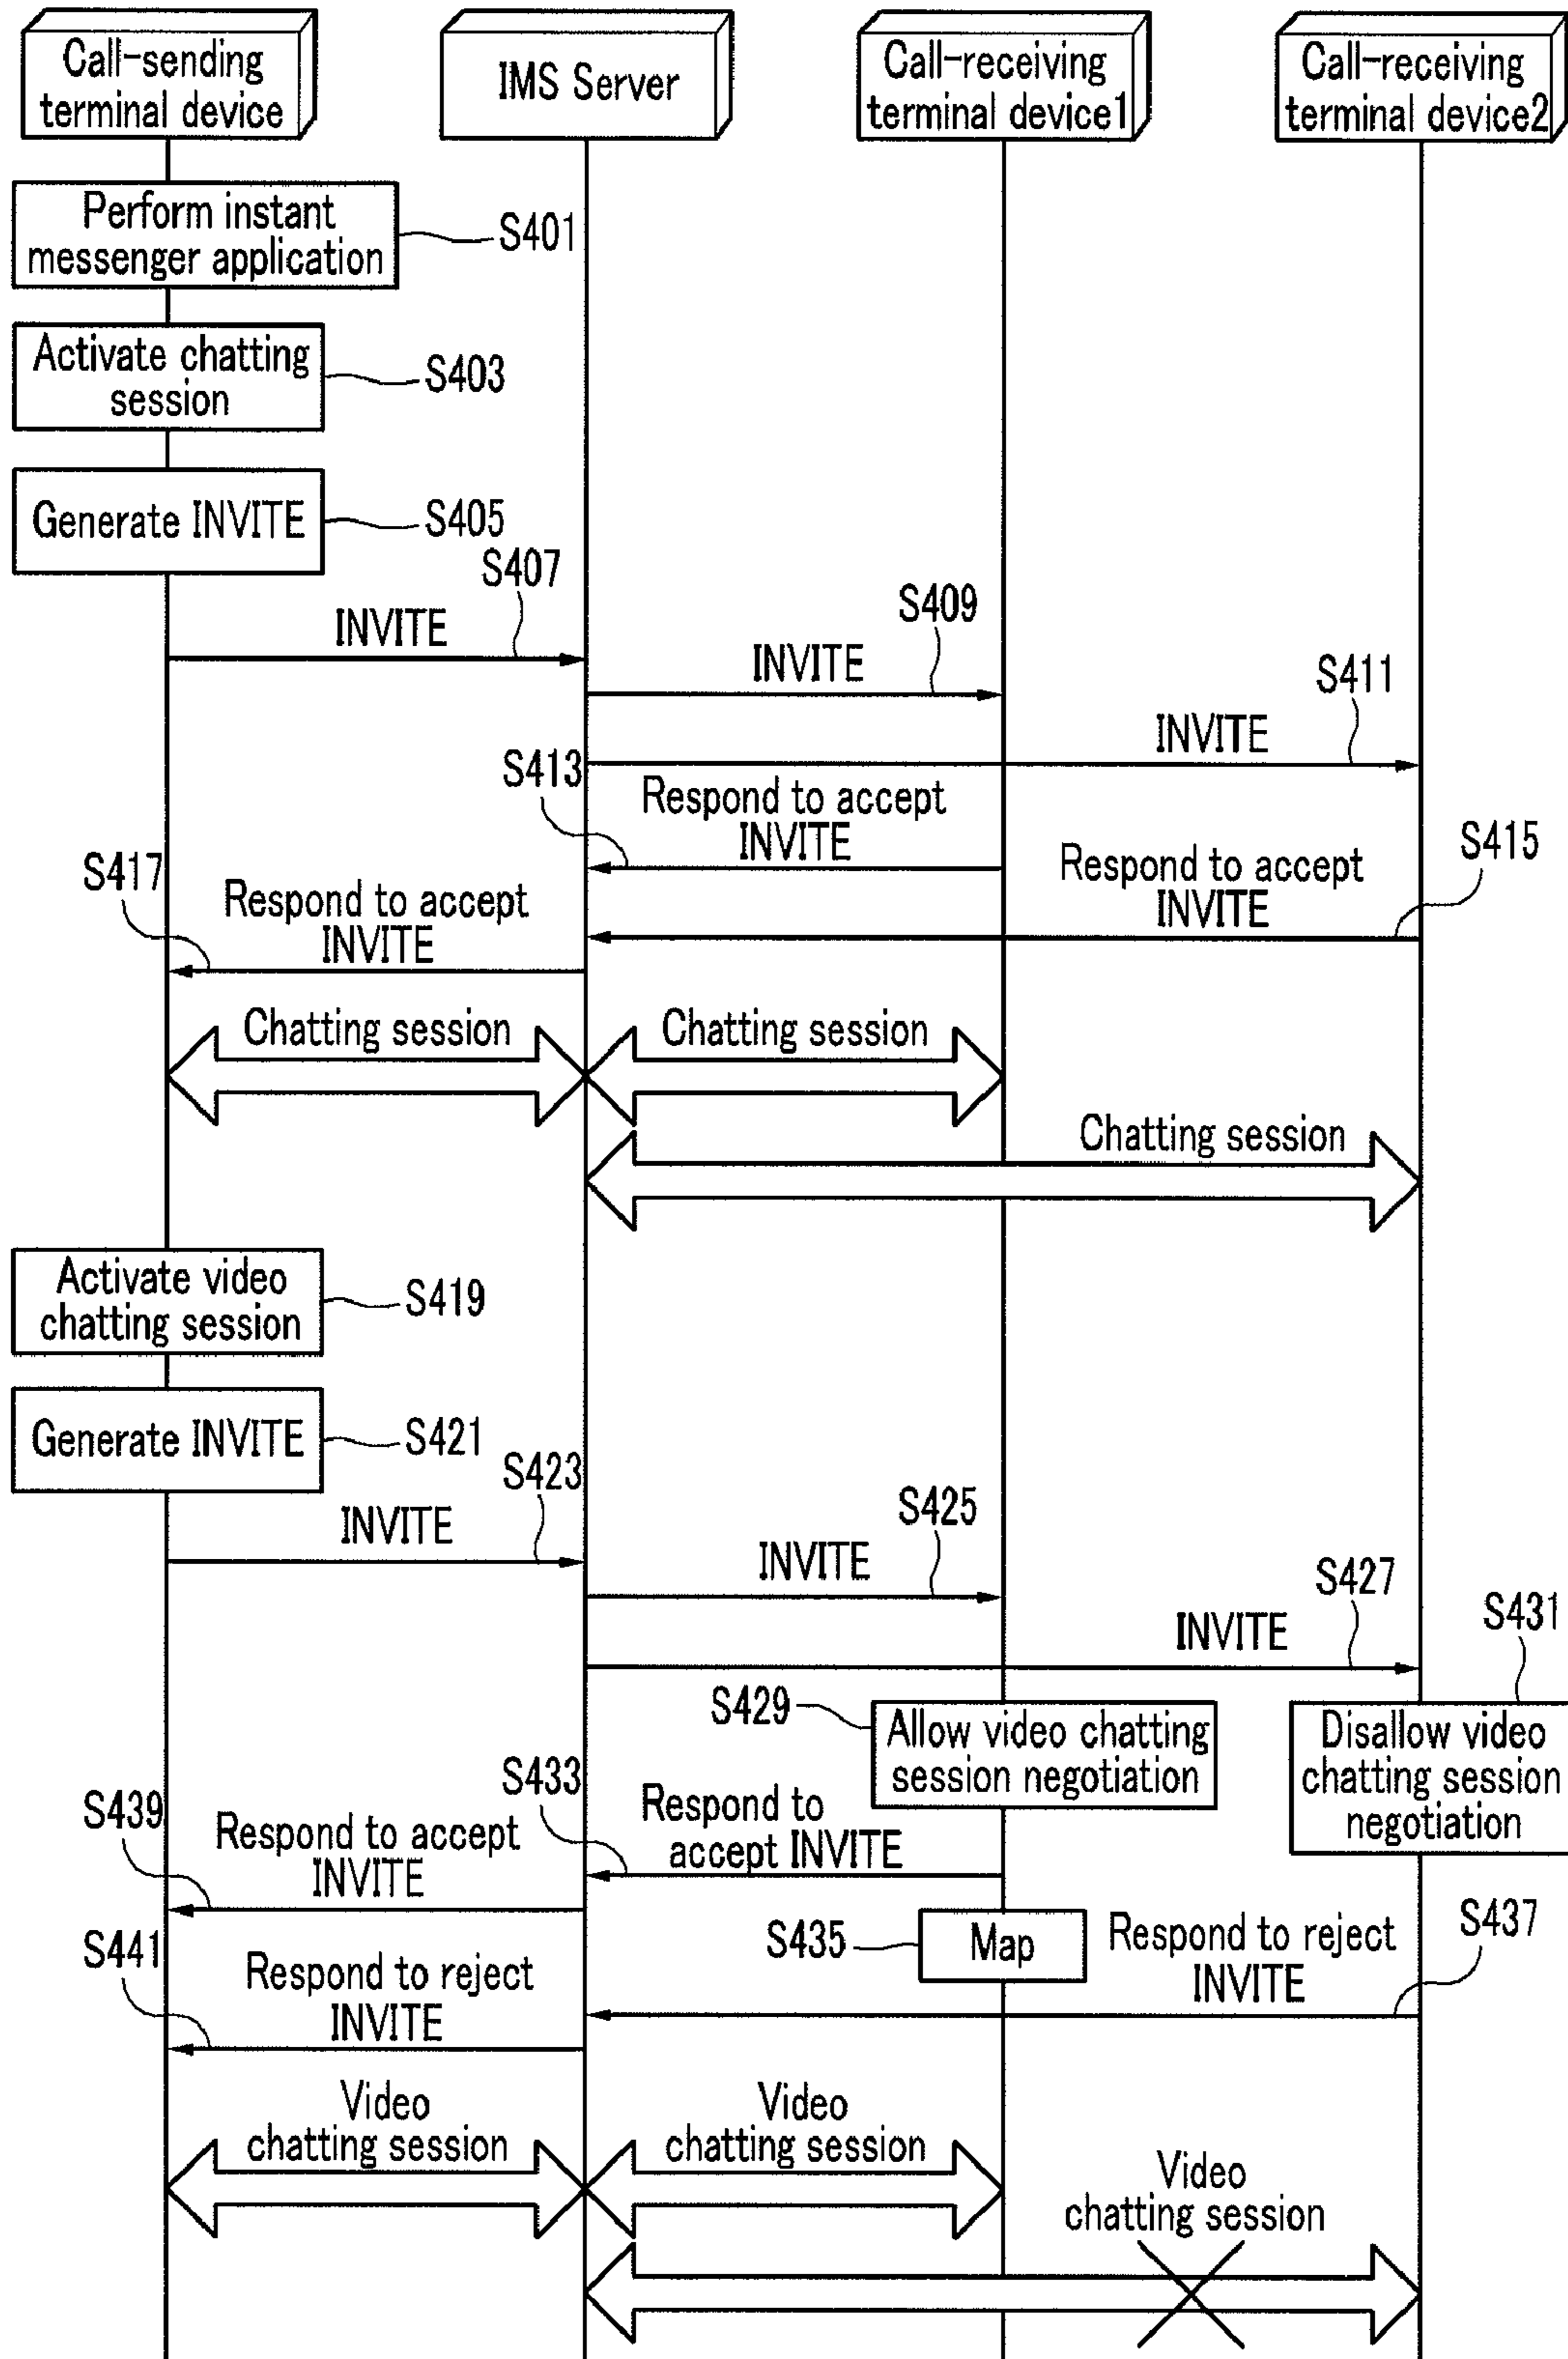 Call-sending
terminal device
IMS Server
Call-receiving
terminal device1
Call-receiving
terminal device2
Perform instant
messenger application
S401
Activate chatting
session
S403
Generate INVITE
S405
S407
INVITE
S409
INVITE
S411
INVITE
S413
Respond to accept
INVITE
S415
Respond to accept
INVITE
S417
Respond to accept
INVITE
Chatting session
Chatting session
Chatting session
Activate video
chatting session
S419
Generate INVITE
S421
S423
INVITE
S425
INVITE
S427
INVITE
S431
S429
Allow video chatting
session negotiation
Disallow video
chatting session
negotiation
S433
Respond to
accept INVITE
S439
Respond to accept
INVITE
S435
Map
S437
Respond to reject
INVITE
S441
Respond to reject
INVITE
Video
chatting session
Video
chatting session
Video
chatting session